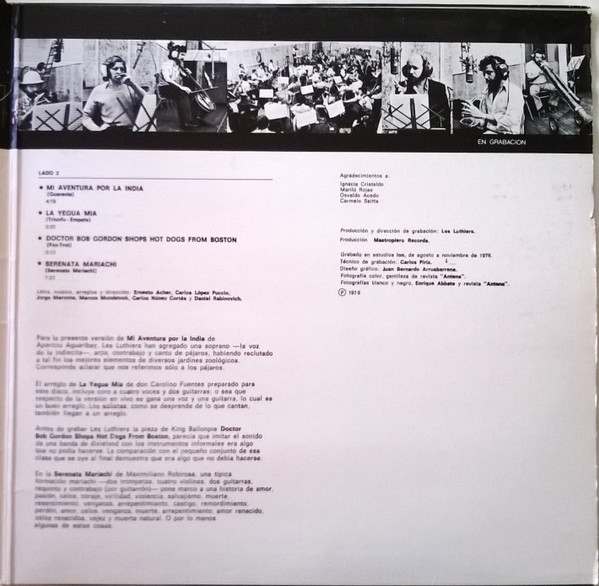 EN GRABACION
LADO 2
MI AVENTURA POR LA INDIA
(Guarania)
LA YEGUA MIA
(Triunfo - Empate)
DOCTOR BOB GORDON SHOPS HOT DOGS FROM BOSTON
(Fox-Trot)
SERENATA MARIACHI
(Serenata Mariachi)
Letra, música, arreglos y dirección: Ernesto Acher, Carlos López Puccio,
Jorge Maronna, Marcos Mundstock, Carlos Núñez Cortés y Daniel Rabinovich.
Para la presente versión de Mi Aventura por la India de
Aparicio Aguaribay, Les Luthiers han agregado una soprano —la voz
de la indiecita—, arpa, contrabajo y canto de pájaros, habiendo reclutado
a tal fin los mejores elementos de diversos jardines zoológicos.
Corresponde aclarar que nos referimos sólo a los pájaros.
El arreglo de La Yegua Mía de don Carolino Fuentes preparado para
este disco, incluye coro a cuatro voces y dos guitarras; o sea que
respecto de la versión en vivo se gana una voz y una guitarra, lo cual es
un buen arreglo. Los solistas, como se desprende de lo que cantan,
también llegan a un arreglo.
Antes de grabar Les Luthiers la pieza de King Ballonpie Doctor
Bob Gordon Shops Hot Dogs From Boston, parecía que imitar el sonido
de una banda de dixieland con los instrumentos informales era algo
que no podía hacerse. La comparación con el pequeño conjunto de esa
clase que se oye al final demuestra que era algo que no debía hacerse.
En la Serenata Mariachi de Maximiliano Robirosa, una típica
formación mariachi —dos trompetas, cuatro violines, dos guitarras,
requinto y contrabajo (por guitarrón)— pone marco a una historia de amor,
pasión, celos, coraje, virilidad, violencia, salvajismo, muerte,
resentimiento, venganza, arrepentimiento, castigo, remordimiento,
perdón, amor, celos, venganza, muerte, arrepentimiento, amor renacido,
celos renacidos, vejez y muerte natural. O por lo menos
algunas de estas cosas.
Agradecimientos a:
Ignacio Cristaldo
Marilú Rojas
Osvaldo Acedo
Carmelo Saitta
Producción y dirección de grabación: Les Luthiers.
Producción Mastropiero Records.
Grabado en estudios Ion, de agosto a noviembre de 1976.
Técnico de grabación: Carlos Piriz.
Diseño gráfico: Juan Bernardo Arruabarrena.
Fotografía color, gentileza de revista "Antena".
Fotografías blanco y negro, Enrique Abbate y revista "Antena".
Ⓟ 1976